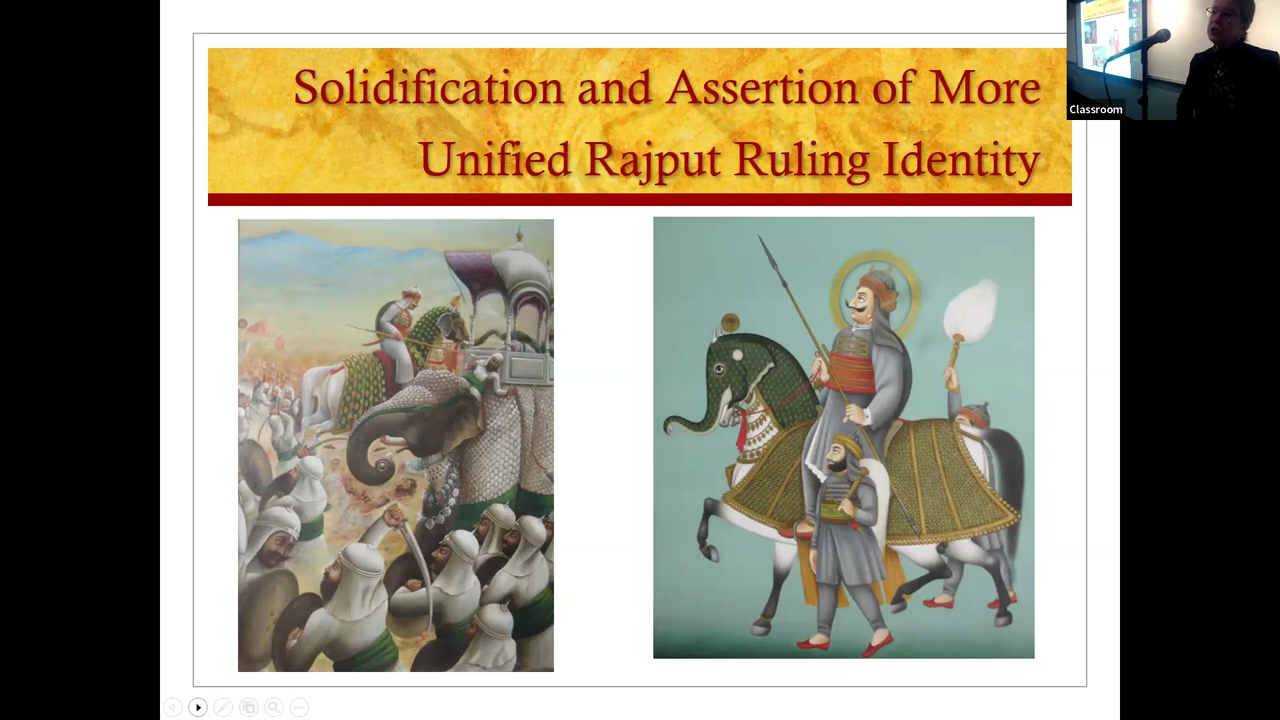 Solidification and Assertion of More
Unified Rajput Ruling Identity
Classroom